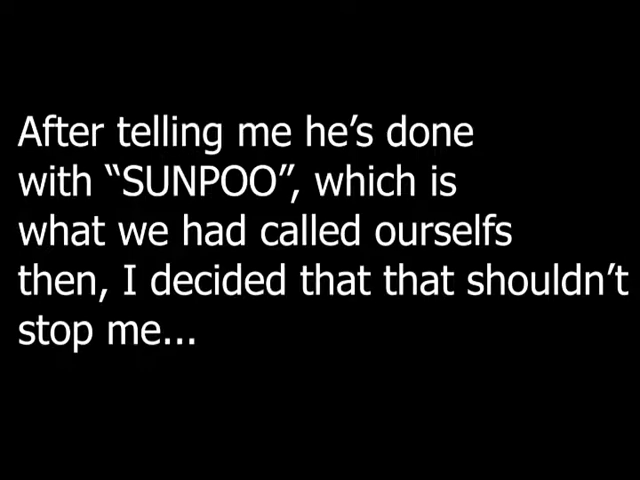 After telling me he’s done
with “SUNPOO”, which is
what we had called ourselfs
then, I decided that that shouldn’t
stop me...